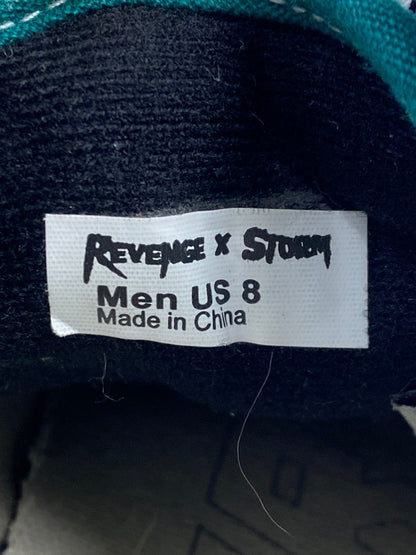 REVENGE X STORM
Men US 8
Made in China